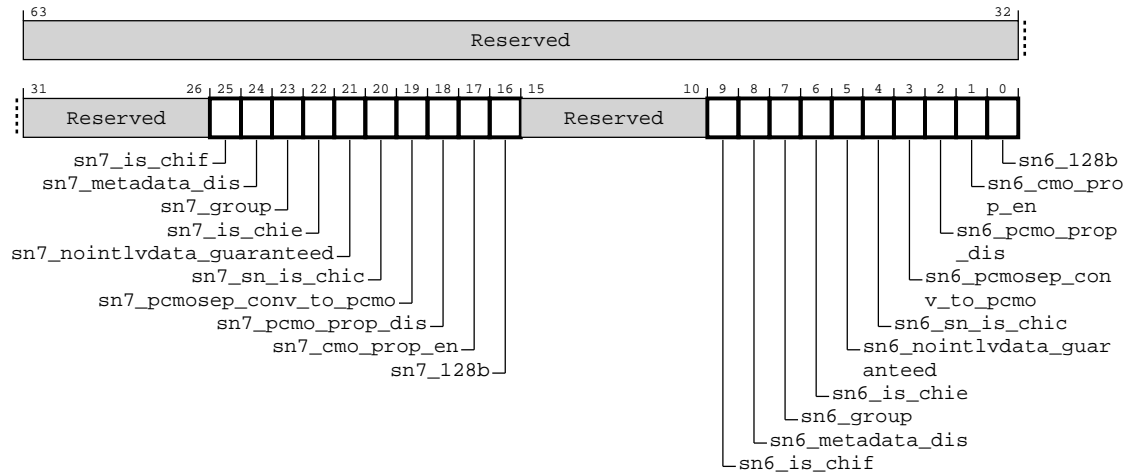 63 32
Reserved
31 26 25 24 23 22 21 20 19 18 17 16 15 10 9 8 7 6 5 4 3 2 1 0
Reserved Reserved
sn7_is_chif sn6_128b
sn7_metadata_dis sn6_cmo_pro
sn7_group p_en
sn7_is_chie sn6_pcmo_prop
sn7_nointlvdata_guaranteed _dis
sn7_sn_is_chic sn6_pcmosep_con
sn7_pcmosep_conv_to_pcmo v_to_pcmo
sn7_pcmo_prop_dis sn6_sn_is_chic
sn7_cmo_prop_en sn6_nointlvdata_guar
sn7_128b anteed
sn6_is_chie
sn6_group
sn6_metadata_dis
sn6_is_chif